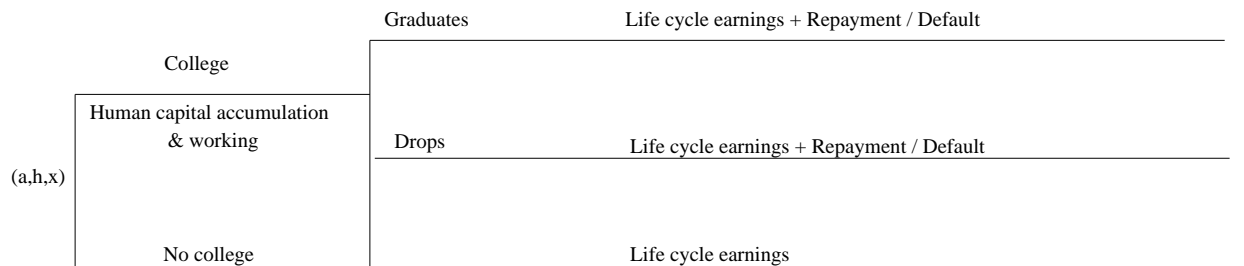 Graduates Life cycle earnings + Repayment / Default
College
Human capital accumulation
& working
Drops Life cycle earnings + Repayment / Default
(a,h,x)
No college Life cycle earnings